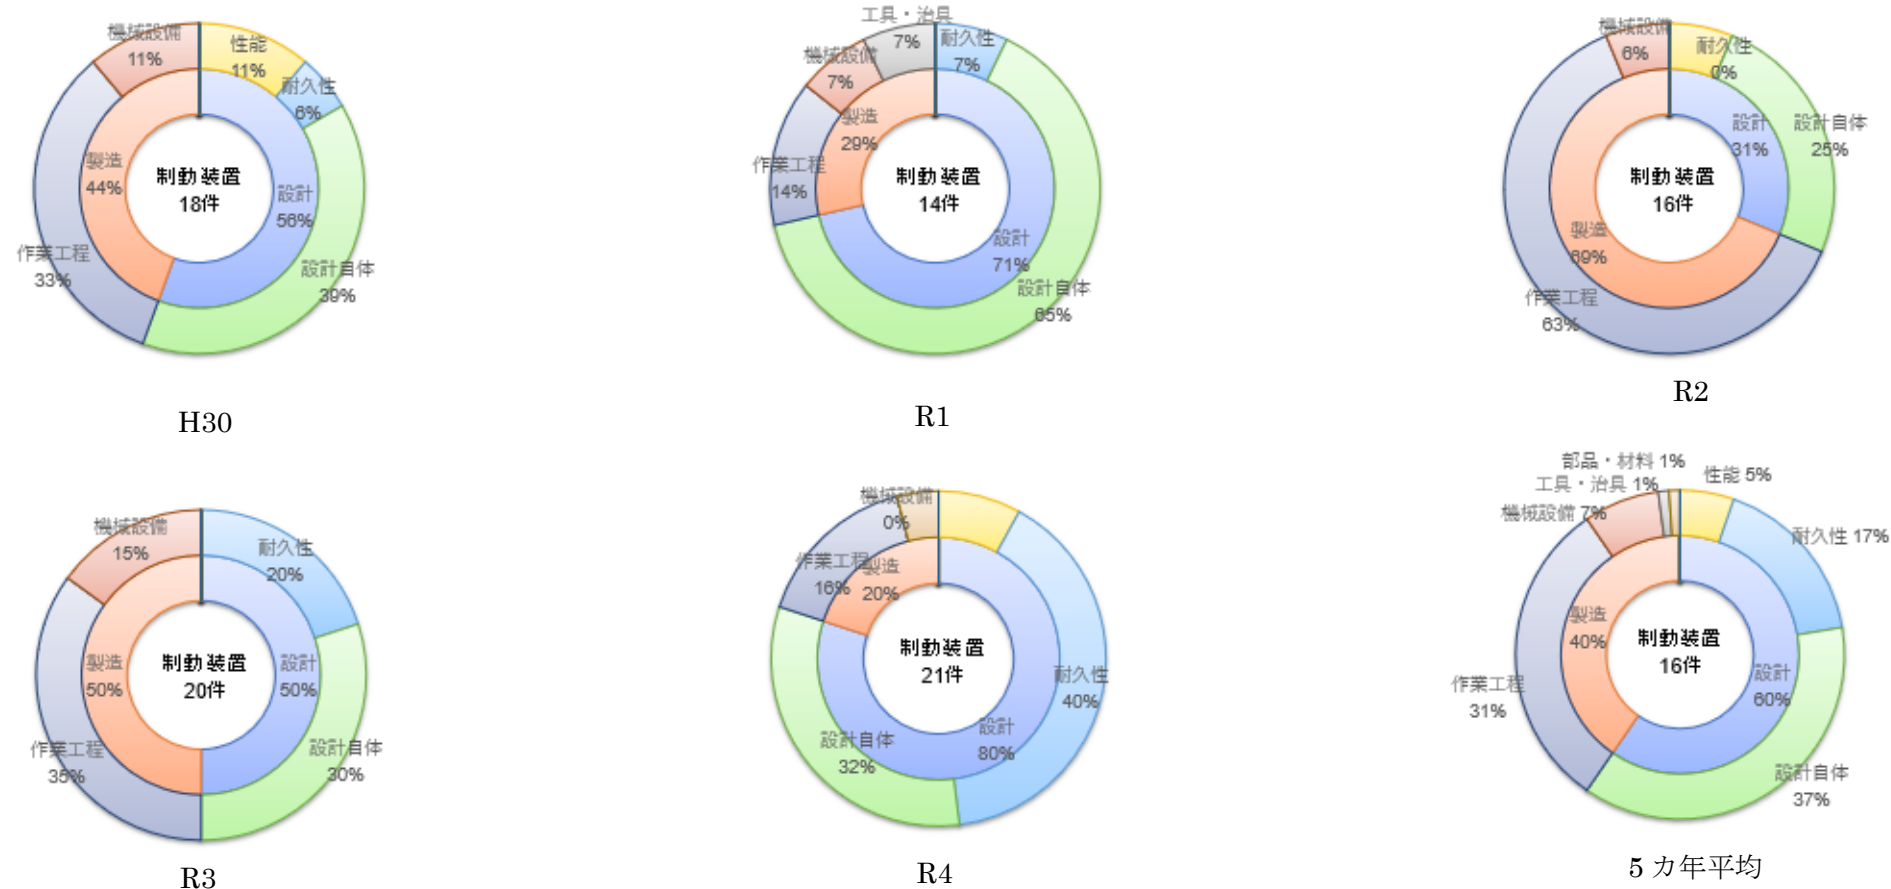 機械設備
11%
性能
11%
耐久性
6%
製造
44%
制動装置
18件
設計
56%
作業工程
33%
設計自体
39%
H30
工具・治具
7%
耐久性
7%
機械設備
7%
製造
29%
作業工程
14%
制動装置
14件
設計
71%
設計自体
65%
R1
機械設備
6%
耐久性
0%
設計
31%
設計自体
25%
制動装置
16件
製造
69%
作業工程
63%
R2
機械設備
15%
耐久性
20%
製造
50%
制動装置
20件
設計
50%
作業工程
35%
設計自体
30%
R3
機械設備
0%
作業工程
16%
製造
20%
制動装置
21件
耐久性
40%
設計
80%
設計自体
32%
R4
部品・材料 1%
性能 5%
工具・治具 1%
機械設備 7%
耐久性 17%
製造
40%
制動装置
16件
設計
60%
作業工程
31%
設計自体
37%
5 カ年平均